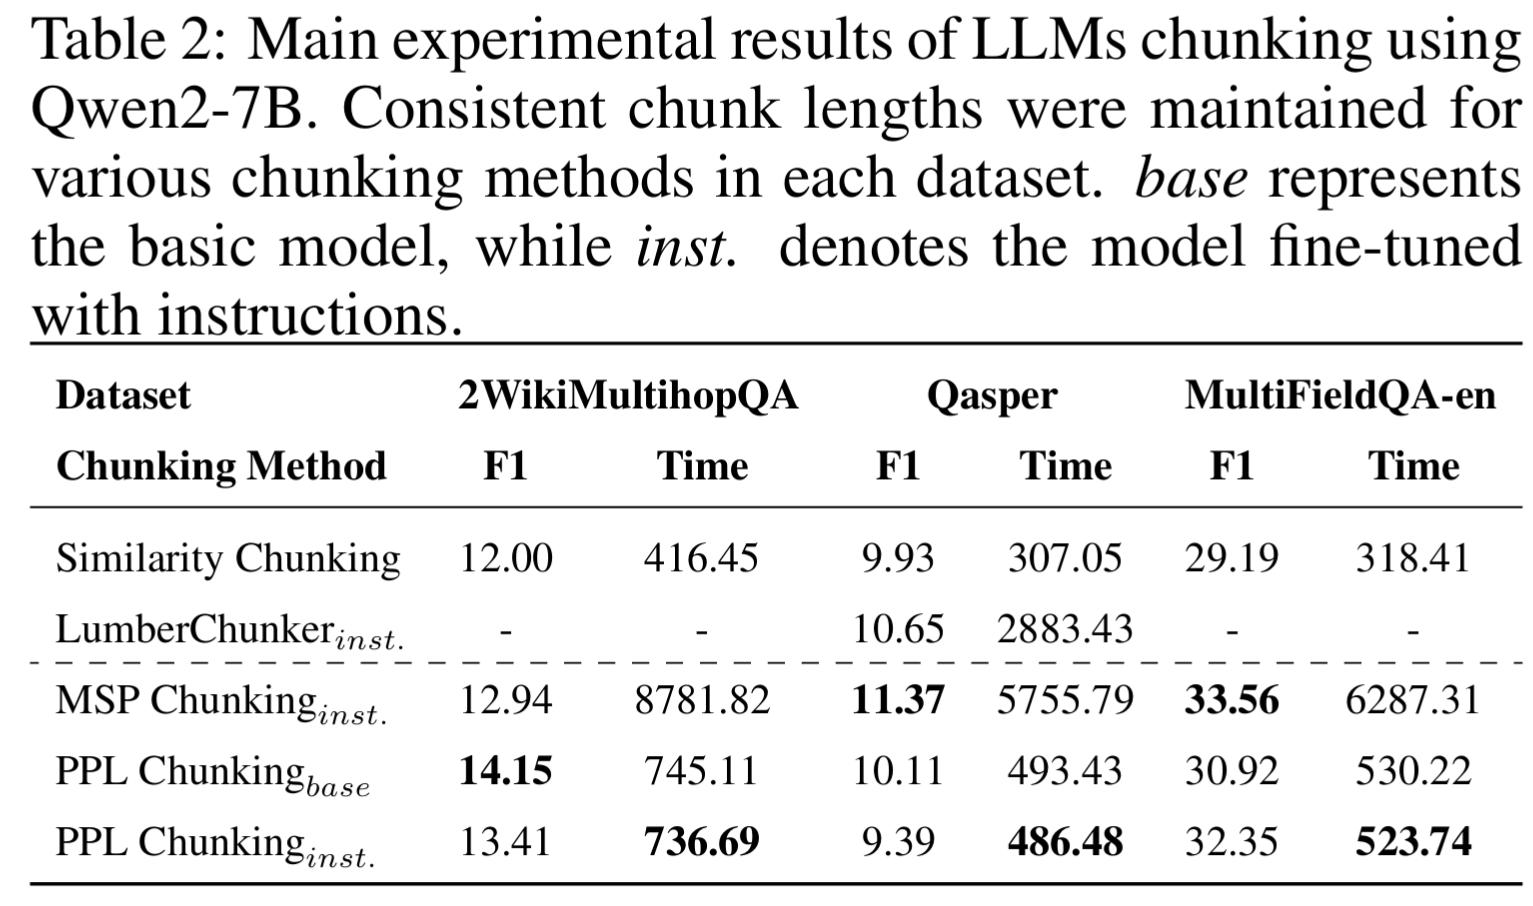 Table 2: Main experimental results of LLMs chunking using
Qwen2-7B. Consistent chunk lengths were maintained for
various chunking methods in each dataset. base represents
the basic model, while inst. denotes the model fine-tuned
with instructions.
Dataset 2WikiMultihopQA Qasper MultiFieldQA-en
Chunking Method F1 Time F1 Time F1 Time
Similarity Chunking 12.00 416.45 9.93 307.05 29.19 318.41
LumberChunker inst. - - 10.65 2883.43 - -
MSP Chunking inst. 12.94 8781.82 11.37 5755.79 33.56 6287.31
PPL Chunking base 14.15 745.11 10.11 493.43 30.92 530.22
PPL Chunking inst. 13.41 736.69 9.39 486.48 32.35 523.74